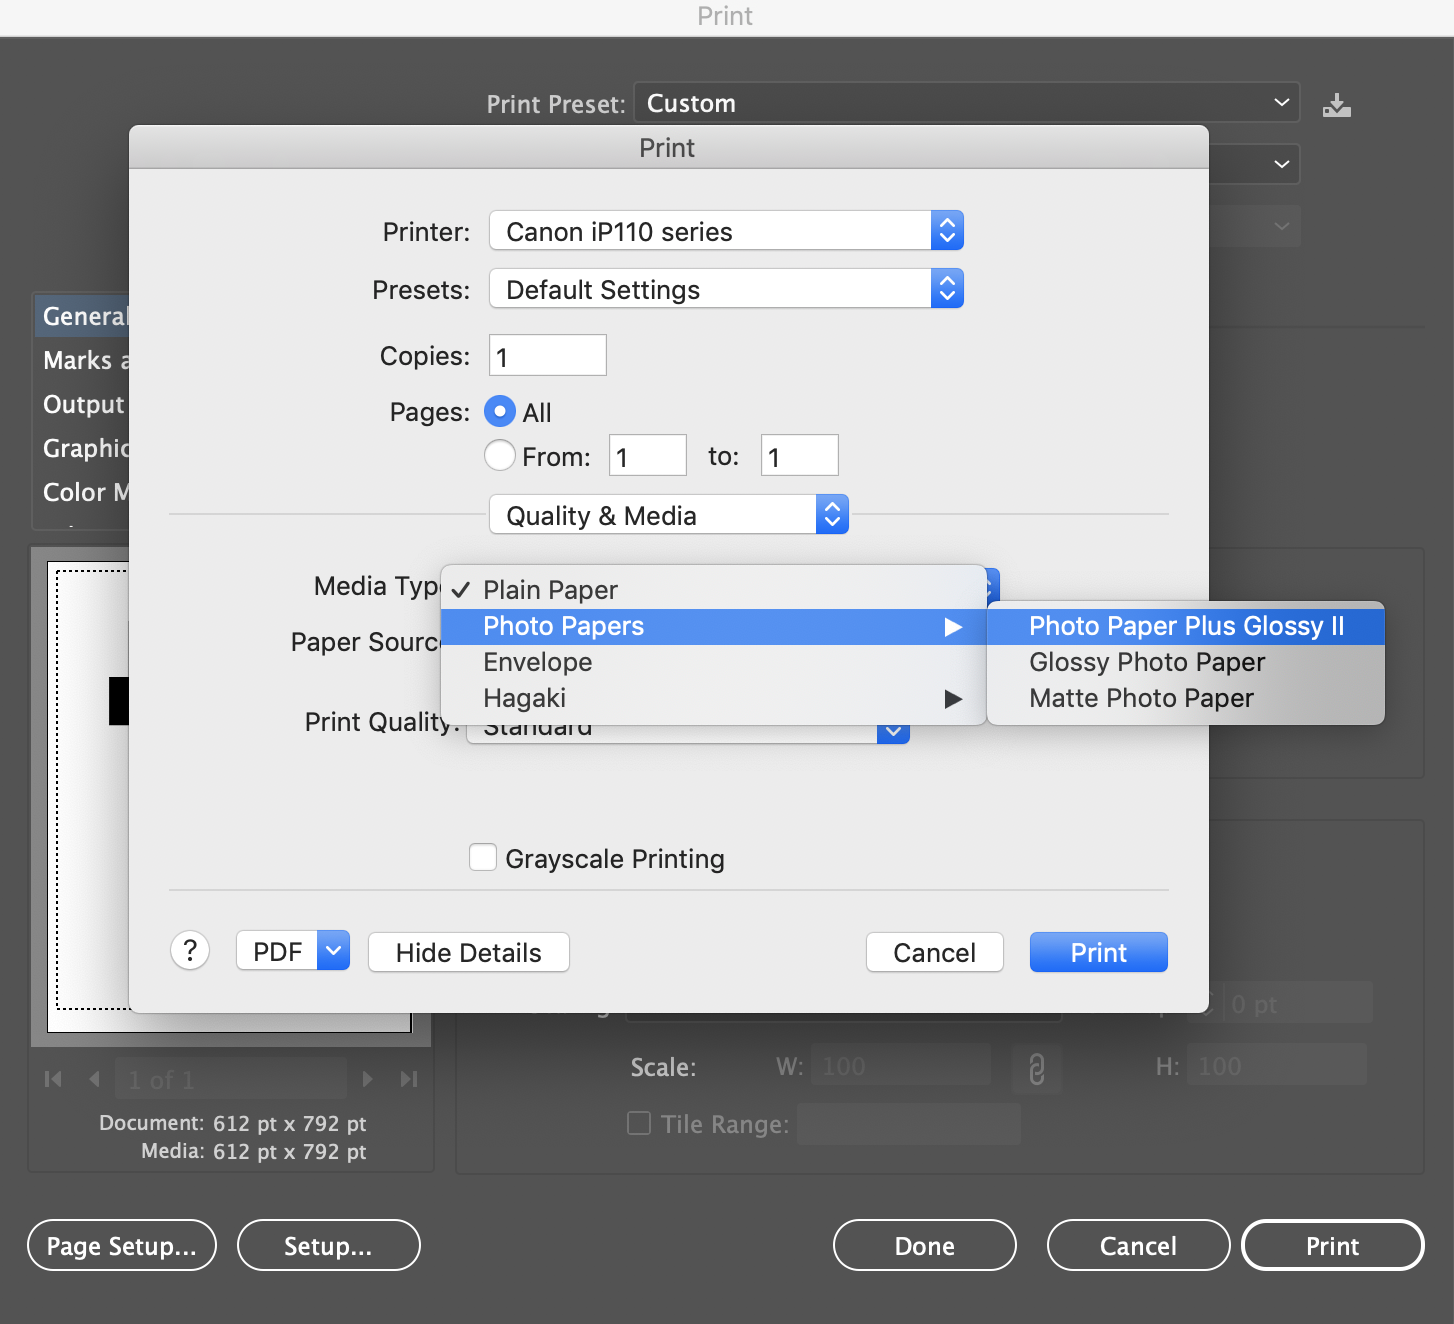 Print
Print Preset: Custom
Print
Printer: Canon iP110 series
Presets: Default Settings
Copies: 1
Pages: All
From: 1 to: 1
General
Marks
Output
Color
Quality & Media
Media Typ
Plain Paper
Photo Papers
Envelope
Hagaki
Photo Paper Plus Glossy II
Glossy Photo Paper
Matte Photo Paper
Paper Sourc
Print Quality: Standard
Grayscale Printing
? PDF Hide Details Cancel Print
0 pt
Scale: W: 100 H: 100
1 of 1
Tile Range:
Document: 612 pt x 792 pt
Media: 612 pt x 792 pt
Page Setup... Setup... Done Cancel Print